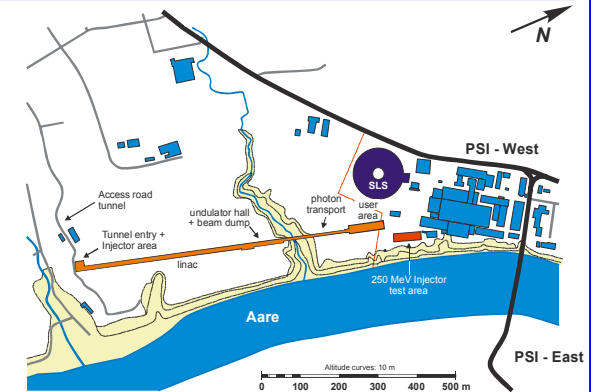 N
PSI - West
SLS
Access road
tunnel
photon
transport
user
area
undulator hall
+ beam dump
Tunnel entry +
Injector area
linac
250 MeV Injector
test area
Aare
PSI - East
Altitude curves: 10 m
0 100 200 300 400 500 m